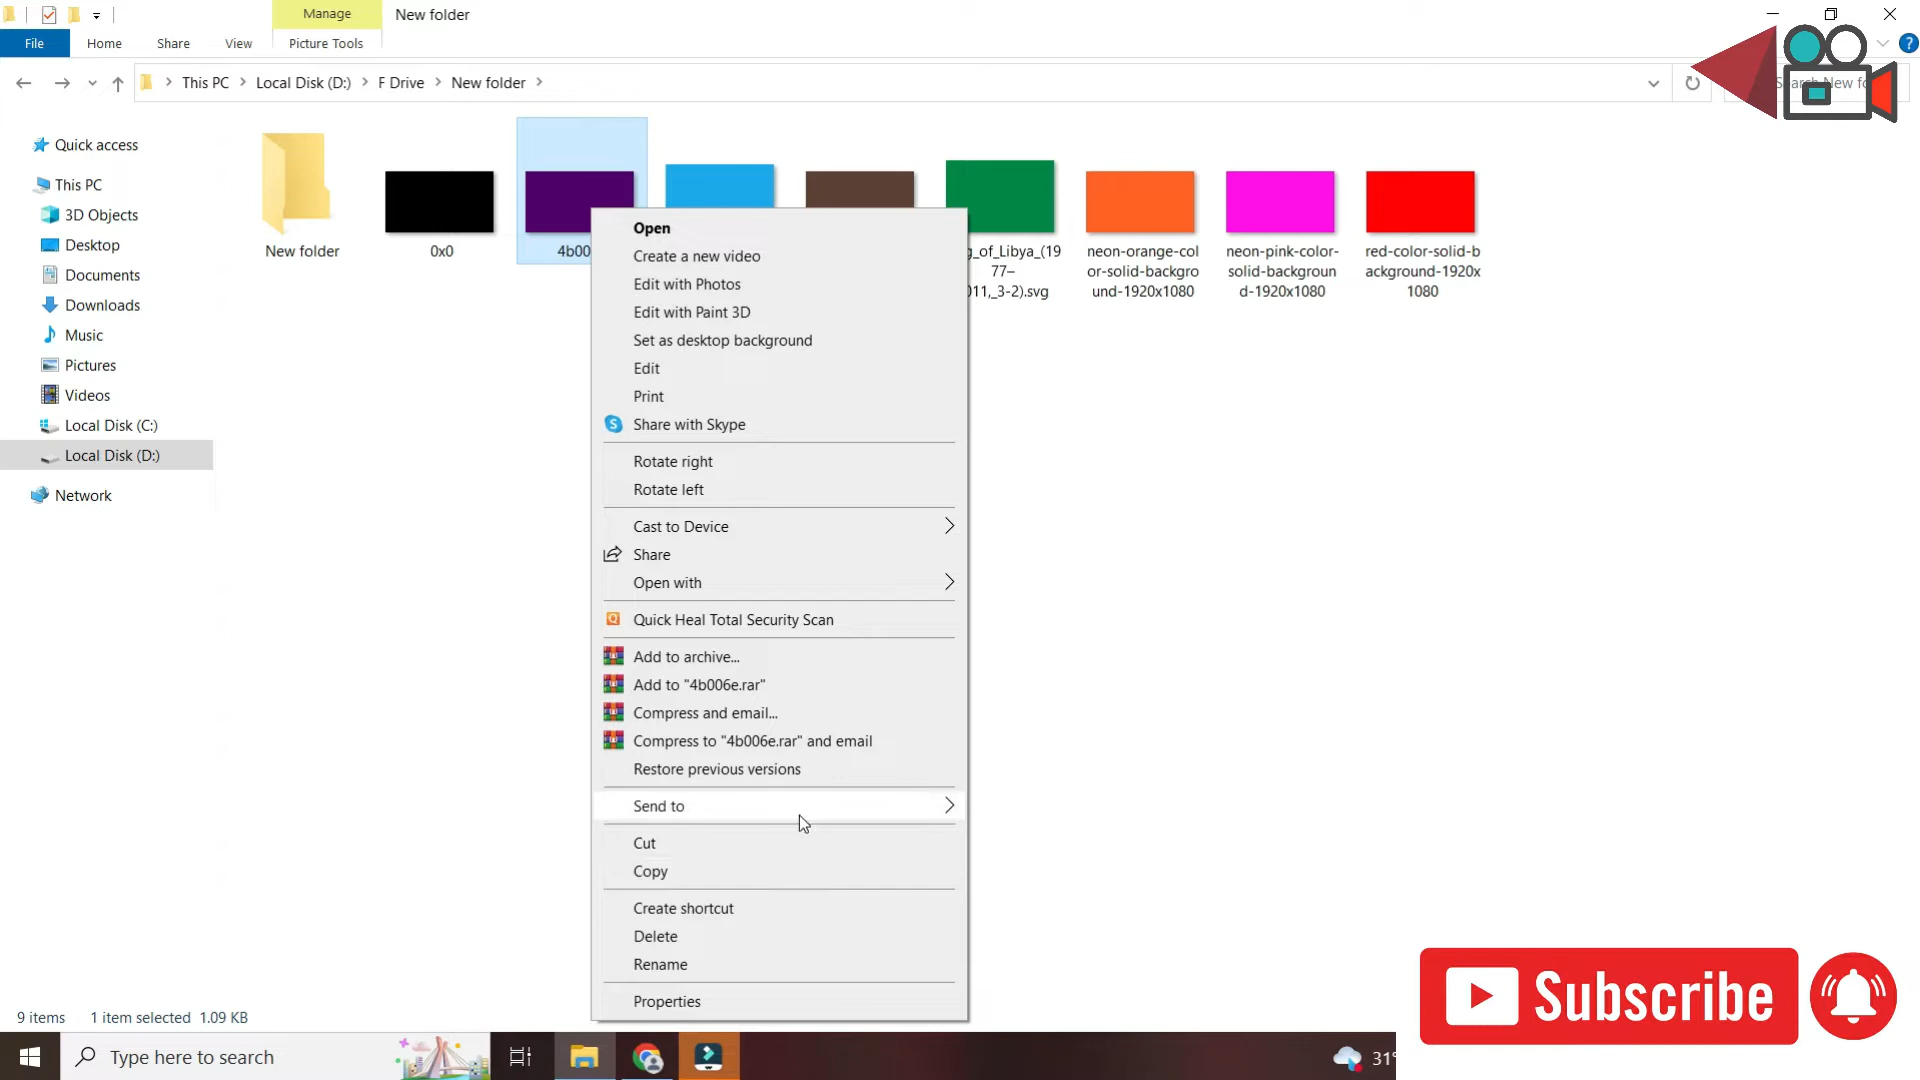 Manage
New folder
File
Home
Share
View
Picture Tools
This PC
Local Disk (D:)
F Drive
New folder
Quick access
This PC
3D Objects
Desktop
Documents
Downloads
Music
Pictures
Videos
Local Disk (C:)
Local Disk (D:)
Network
New folder
0x0
4b00
g_of_Libya_(19
77–
011,_3-2).svg
neon-orange-col
or-solid-backgro
und-1920x1080
neon-pink-color-
solid-backgroun
d-1920x1080
red-color-solid-b
ackground-1920x
1080
Open
Create a new video
Edit with Photos
Edit with Paint 3D
Set as desktop background
Edit
Print
Share with Skype
Rotate right
Rotate left
Cast to Device
Share
Open with
Quick Heal Total Security Scan
Add to archive...
Add to "4b006e.rar"
Compress and email...
Compress to "4b006e.rar" and email
Restore previous versions
Send to
Cut
Copy
Create shortcut
Delete
Rename
Properties
9 items
1 item selected 1.09 KB
Type here to search
31°
Subscribe